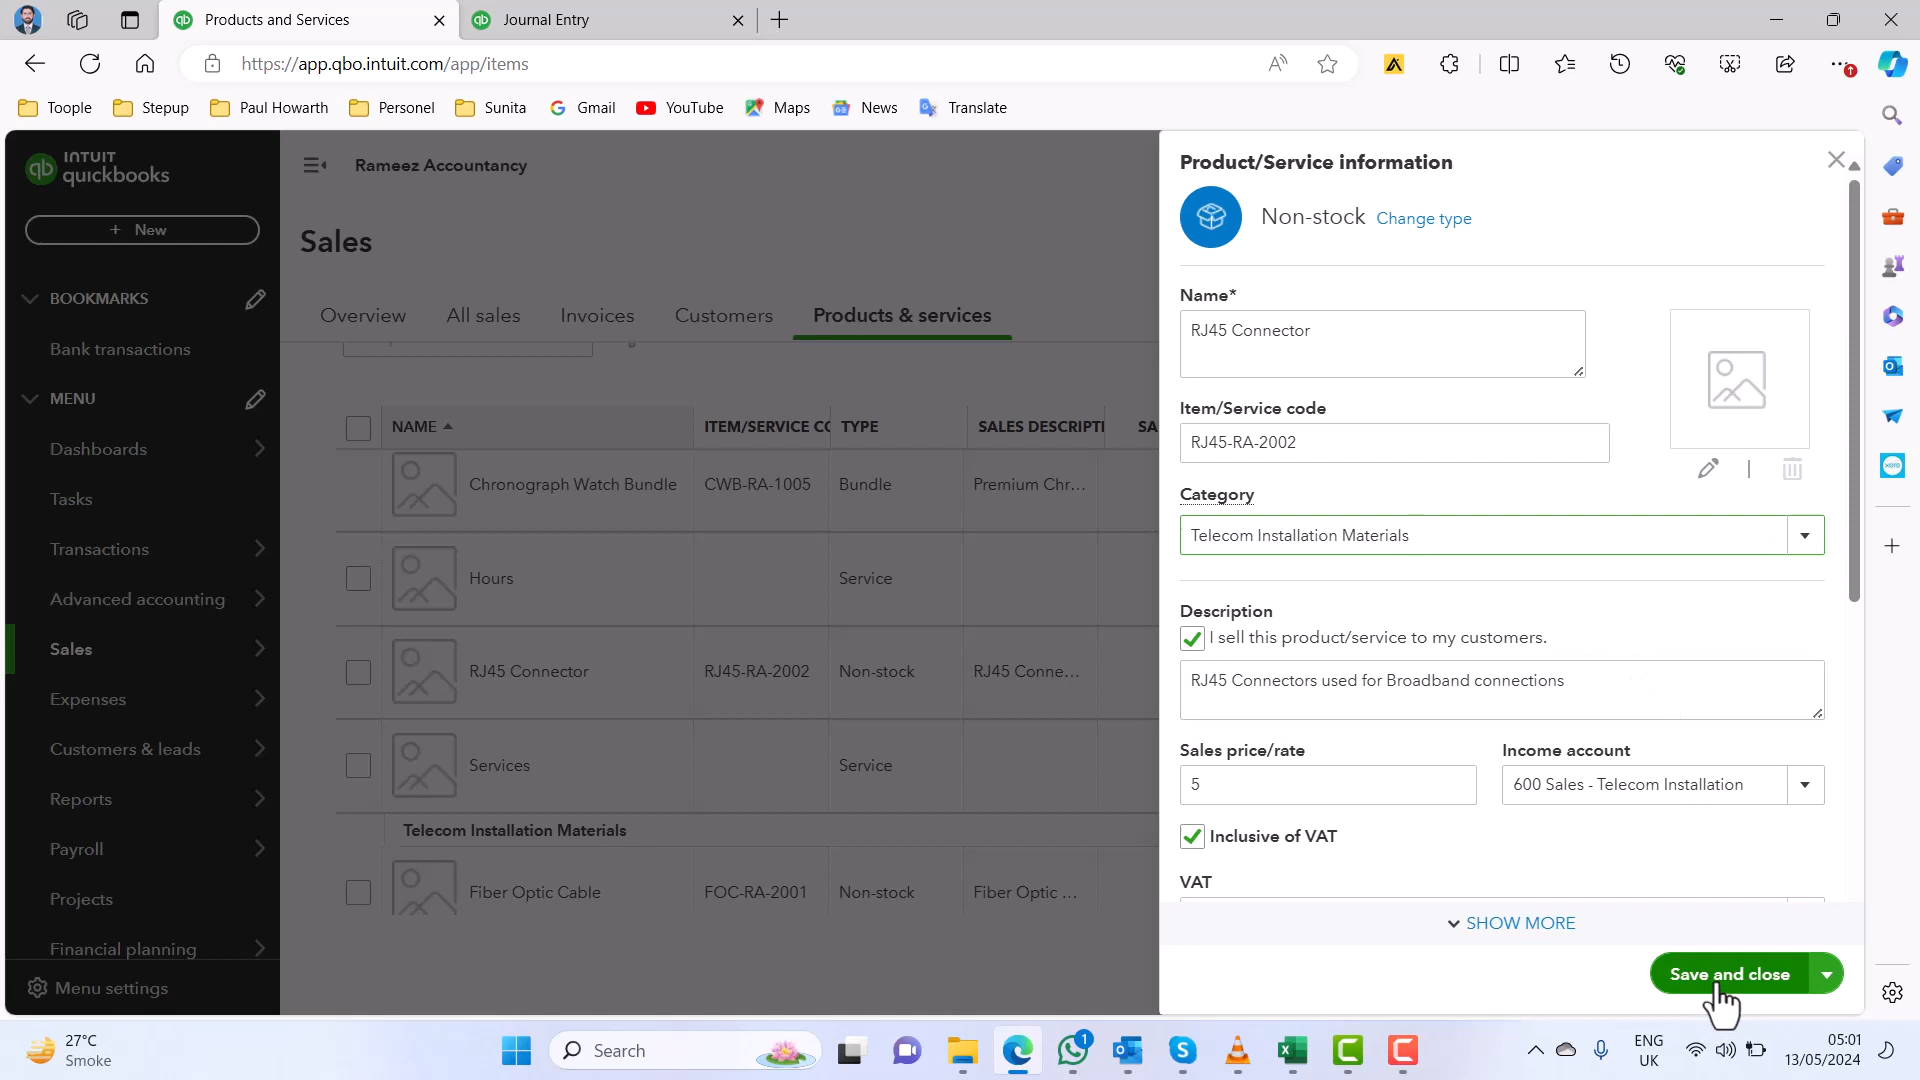 Products and Services
Journal Entry
https://app.qbo.intuit.com/app/items
Toople
Stepup
Paul Howarth
Personel
Sunita
Gmail
YouTube
Maps
News
Translate
INTUIT
quickbooks
+ New
BOOKMARKS
Bank transactions
MENU
Dashboards
Tasks
Transactions
Advanced accounting
Sales
Expenses
Customers & leads
Reports
Payroll
Projects
Financial planning
Menu settings
Rameez Accountancy
Sales
Overview
All sales
Invoices
Customers
Products & services
NAME
ITEM/SERVICE CO
TYPE
SALES DESCRIPTI
SA
Chronograph Watch Bundle
CWB-RA-1005
Bundle
Premium Chr...
Hours
Service
RJ45 Connector
RJ45-RA-2002
Non-stock
RJ45 Conne...
Services
Service
Telecom Installation Materials
Fiber Optic Cable
FOC-RA-2001
Non-stock
Fiber Optic ...
Product/Service information
Non-stock
Change type
Name*
RJ45 Connector
Item/Service code
RJ45-RA-2002
Category
Telecom Installation Materials
Description
I sell this product/service to my customers.
RJ45 Connectors used for Broadband connections
Sales price/rate
Income account
5
600 Sales - Telecom Installation
Inclusive of VAT
VAT
SHOW MORE
Save and close
27°C
Smoke
Search
1
ENG
UK
05:01
13/05/2024